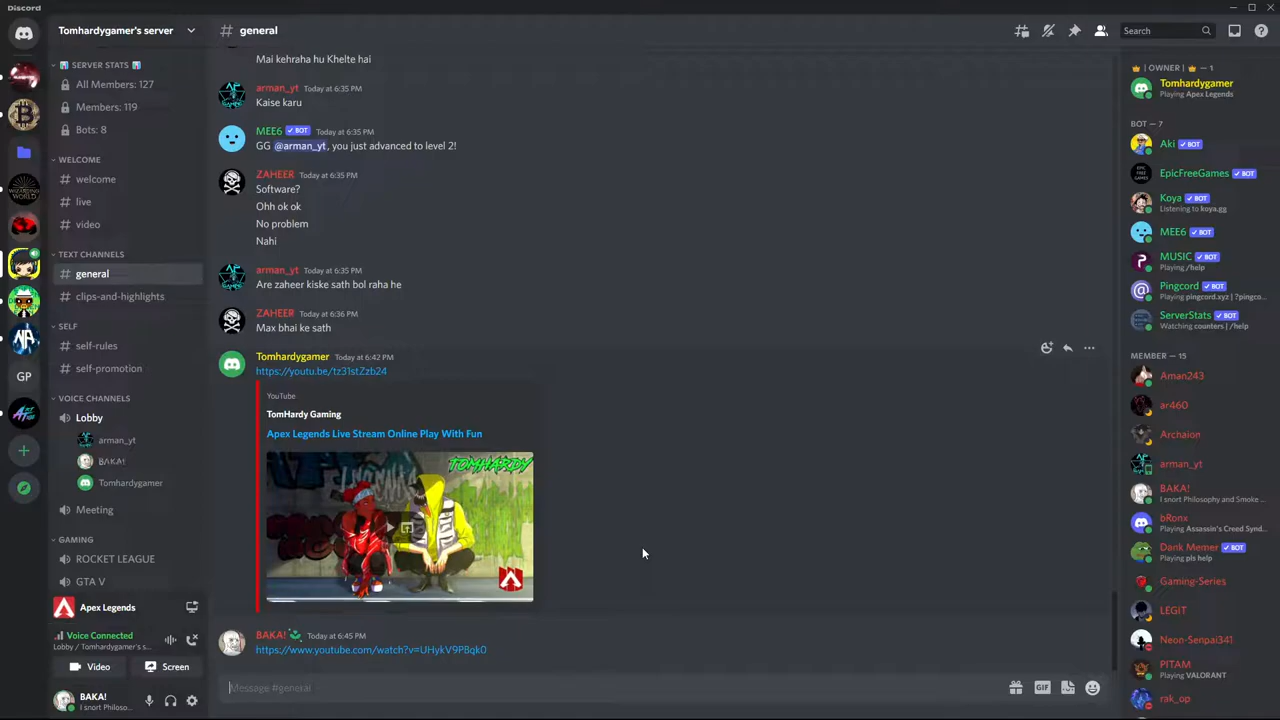 Discord
Tomhardygamer's server
SERVER STATS
All Members: 127
Members: 119
Bots: 8
WELCOME
# welcome
# live
# video
TEXT CHANNELS
# general
# clips-and-highlights
SELF
# self-rules
# self-promotion
VOICE CHANNELS
Lobby
arman_yt
BAKA!
Tomhardygamer
Meeting
GAMING
ROCKET LEAGUE
GTA V
Apex Legends
Voice Connected
Lobby / Tomhardygamer's s...
Video
Screen
BAKA!
I snort Philoso...
GP
# general
Search
Mai kehraha hu Khelte hai
arman_yt Today at 6:35 PM
Kaise karu
MEE6 ✓ BOT Today at 6:35 PM
GG @arman_yt, you just advanced to level 2!
ZAHEER Today at 6:35 PM
Software?
Ohh ok ok
No problem
Nahi
arman_yt Today at 6:35 PM
Are zaheer kiske sath bol raha he
ZAHEER Today at 6:36 PM
Max bhai ke sath
Tomhardygamer Today at 6:42 PM
https://youtu.be/tz31stZzb24
YouTube
TomHardy Gaming
Apex Legends Live Stream Online Play With Fun
TOMHARDY
BAKA! Today at 6:45 PM
https://www.youtube.com/watch?v=UHykV9PBqk0
Message #general
GIF
| OWNER | — 1
Tomhardygamer
Playing Apex Legends
BOT — 7
Aki ✓ BOT
EpicFreeGames ✓ BOT
Koya ✓ BOT
Listening to koya.gg
MEE6 ✓ BOT
MUSIC ✓ BOT
Playing /help
Pingcord ✓ BOT
Playing pingcord.xyz | ?pingco...
ServerStats ✓ BOT
Watching counters | /help
MEMBER — 15
Aman243
ar460
Archaion
arman_yt
BAKA!
I snort Philosophy and Smoke ...
bRonx
Playing Assassin's Creed Synd...
Dank Memer ✓ BOT
Playing pls help
Gaming-Series
LEGiT
Neon-Senpai341
PITAM
Playing VALORANT
rak_op